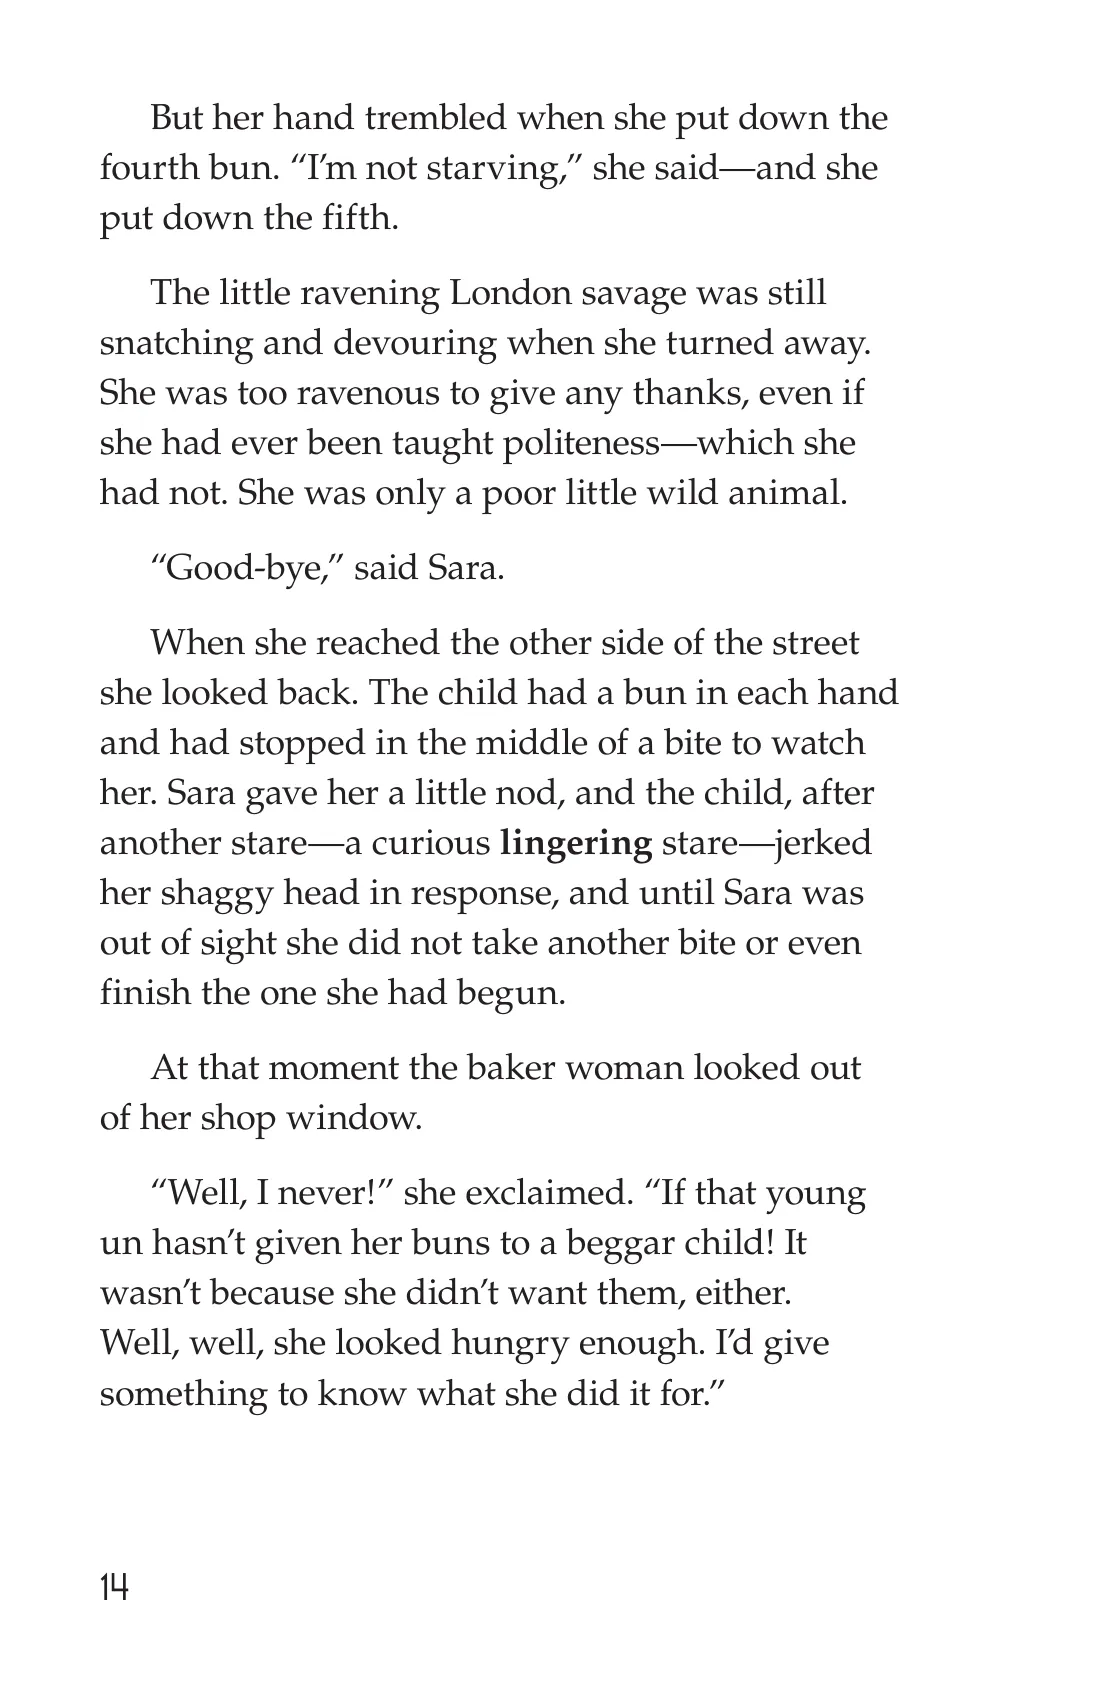 But her hand trembled when she put down the
fourth bun. “I’m not starving,” she said—and she
put down the fifth.
The little ravening London savage was still
snatching and devouring when she turned away.
She was too ravenous to give any thanks, even if
she had ever been taught politeness—which she
had not. She was only a poor little wild animal.
“Good-bye,” said Sara.
When she reached the other side of the street
she looked back. The child had a bun in each hand
and had stopped in the middle of a bite to watch
her. Sara gave her a little nod, and the child, after
another stare—a curious lingering stare—jerked
her shaggy head in response, and until Sara was
out of sight she did not take another bite or even
finish the one she had begun.
At that moment the baker woman looked out
of her shop window.
“Well, I never!” she exclaimed. “If that young
un hasn’t given her buns to a beggar child! It
wasn’t because she didn’t want them, either.
Well, well, she looked hungry enough. I’d give
something to know what she did it for.”
14